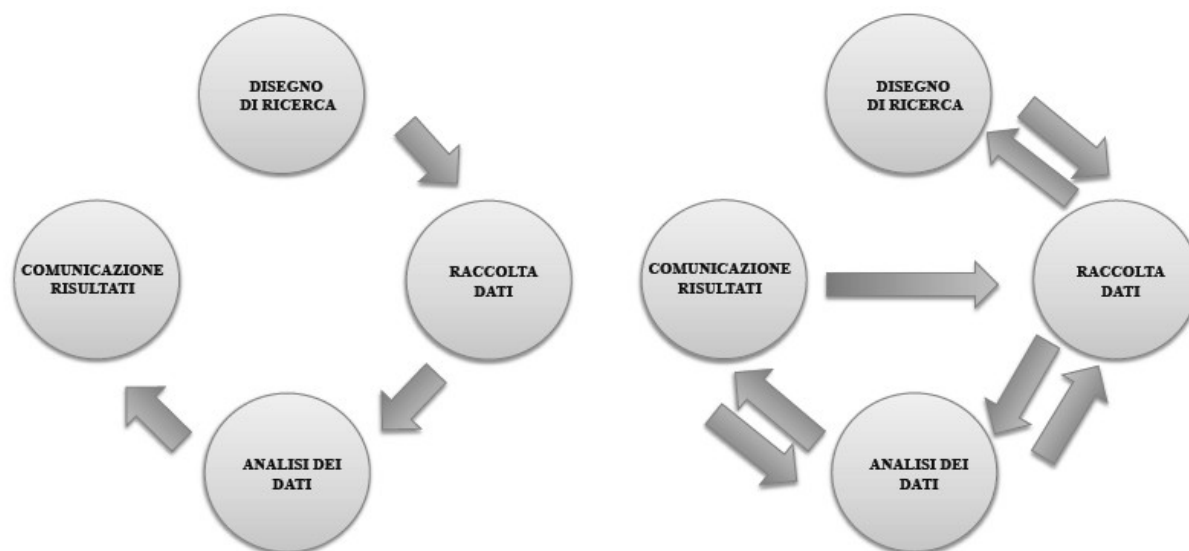 DISEGNO
DI RICERCA
RACCOLTA
DATI
ANALISI DEI
DATI
COMUNICAZIONE
RISULTATI
DISEGNO
DI RICERCA
RACCOLTA
DATI
ANALISI DEI
DATI
COMUNICAZIONE
RISULTATI